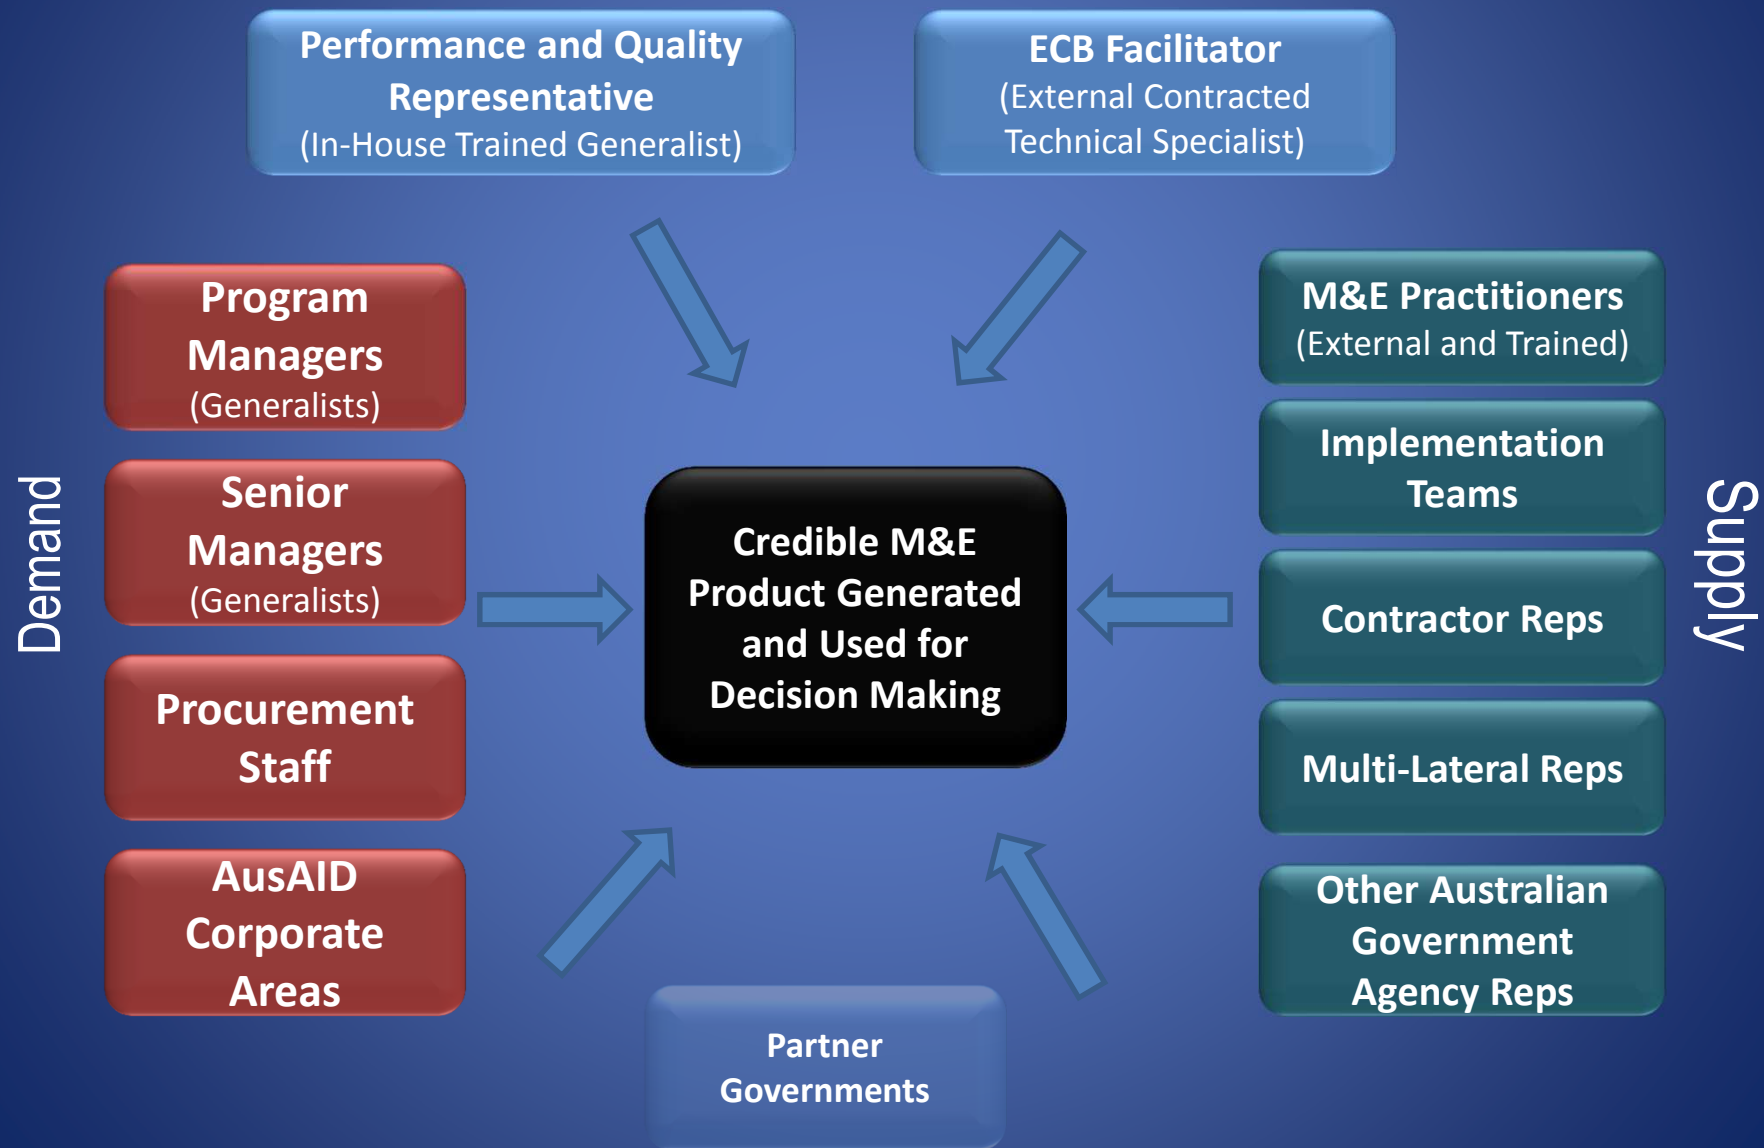 Performance and Quality
Representative
(In-House Trained Generalist)
ECB Facilitator
(External Contracted
Technical Specialist)
Demand
Program
Managers
(Generalists)
Senior
Managers
(Generalists)
Procurement
Staff
AusAID
Corporate
Areas
Credible M&E
Product Generated
and Used for
Decision Making
M&E Practitioners
(External and Trained)
Implementation
Teams
Contractor Reps
Multi-Lateral Reps
Other Australian
Government
Agency Reps
Supply
Partner
Governments